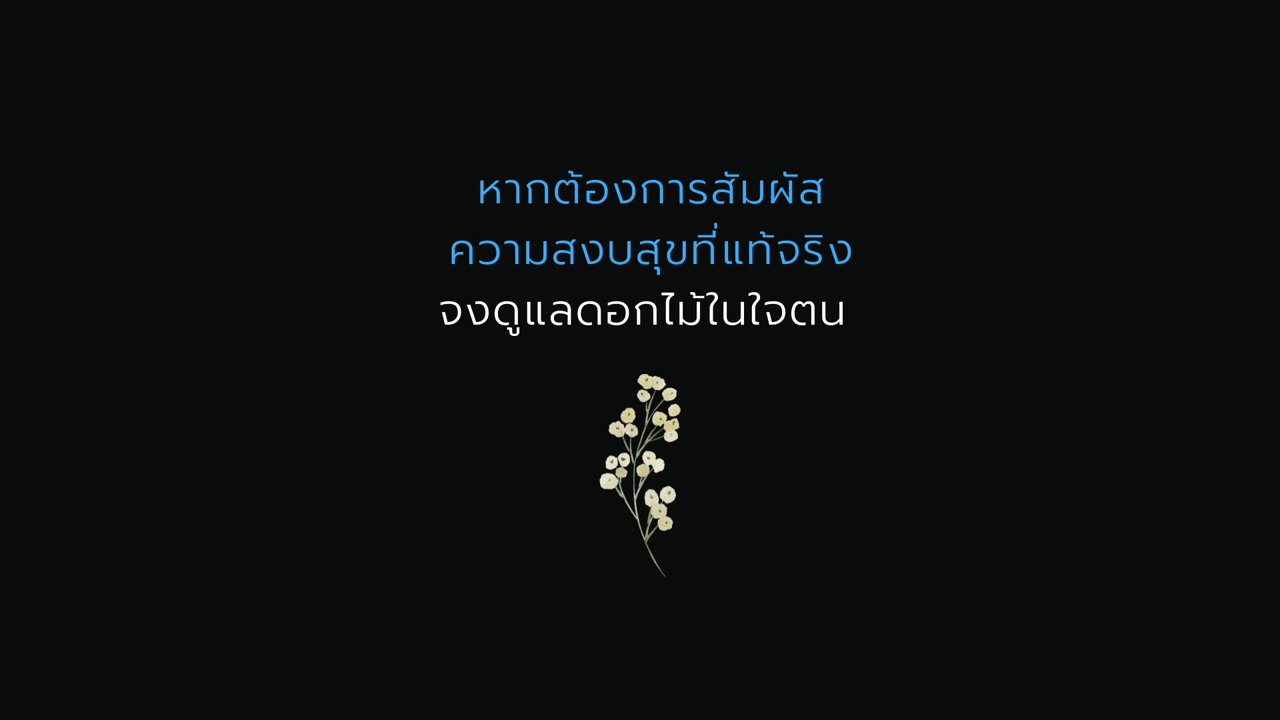 หากต้องการสัมผัส
ความสงบสุขที่แท้จริง
จงดูแลดอกไม้ในใจตน